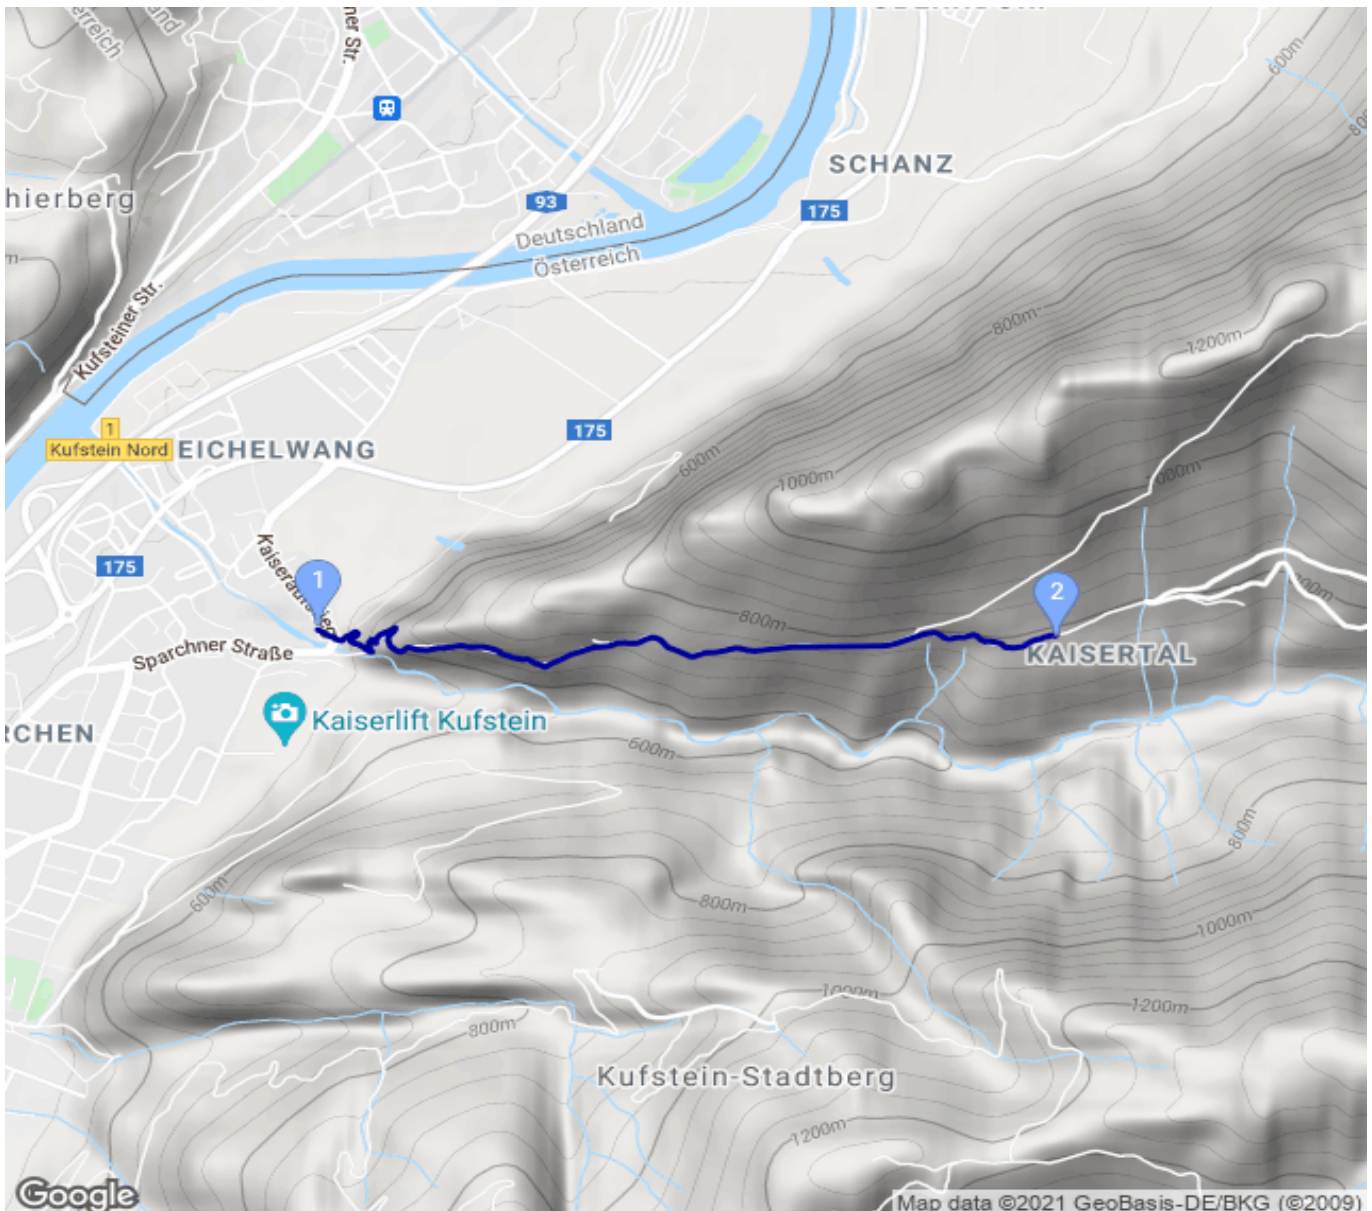 ner Str.
600m
SCHANZ
hierberg
93
175
Deutschland
Österreich
Kufsteiner Str.
800m
1200m
1
Kufstein Nord
EICHELWANG
175
600m
1000m
175
1
2
800m
Sparchner Straße
KAISERTAL
RCHEN
Kaiserlift Kufstein
600m
800m
600m
800m
1000m
1000m
1200m
800m
Kufstein-Stadtberg
1200m
Google
Map data ©2021 GeoBasis-DE/BKG (©2009)